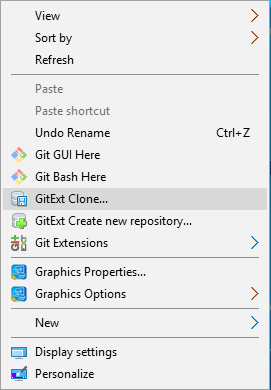 View
Sort by
Refresh
Paste
Paste shortcut
Undo Rename Ctrl+Z
Git GUI Here
Git Bash Here
GitExt Clone...
GitExt Create new repository...
Git Extensions
Graphics Properties...
Graphics Options
New
Display settings
Personalize